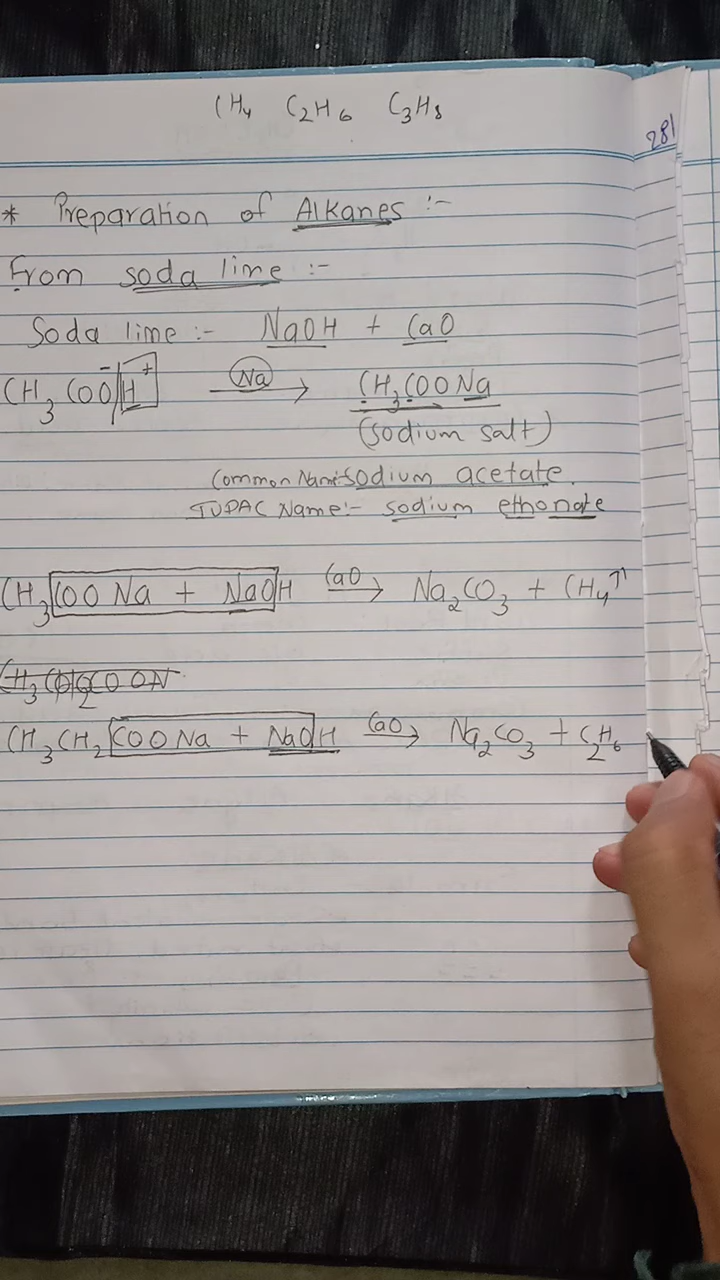 CH₄ C₂H₆ C₃H₈
281
* Preparation of Alkanes :-
From soda lime :-
Soda lime :- NaOH + CaO
CH₃COO⁻|H⁺ Na→ CH₃COONa
(sodium salt)
Common Name:- sodium acetate.
IUPAC Name:- sodium ethonate
CH₃COONa + NaOH CaO→ Na₂CO₃ + CH₄↑
CH₃CH₂COONa + NaOH CaO→ Na₂CO₃ + C₂H₆